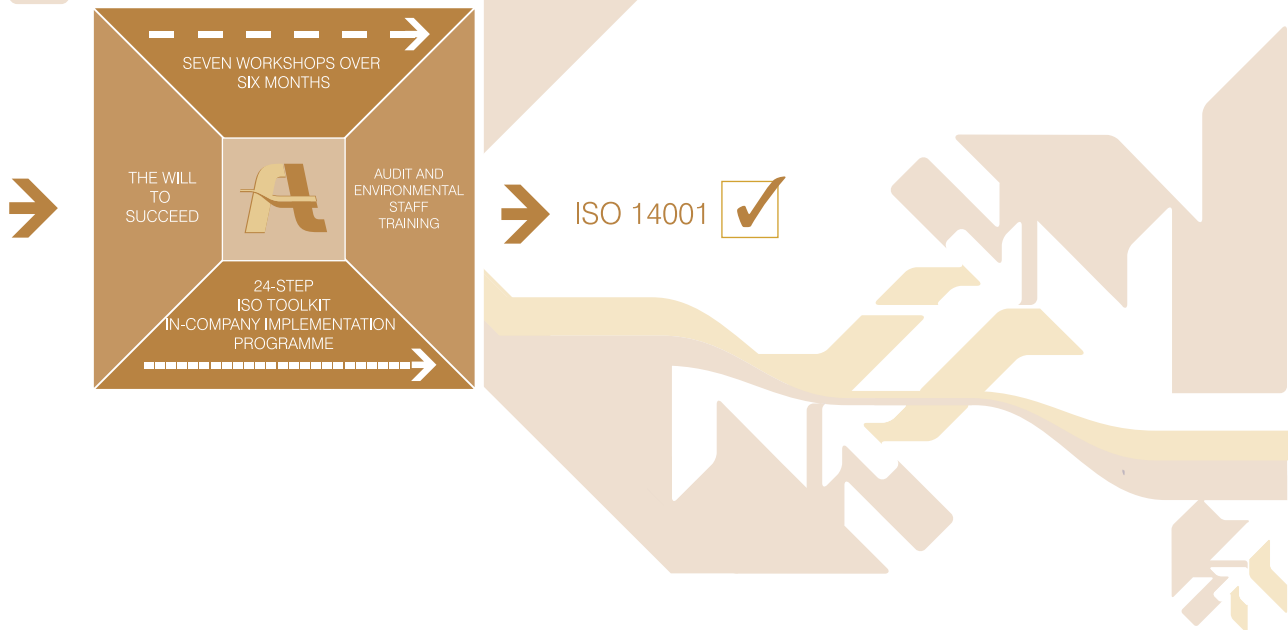 SEVEN WORKSHOPS OVER
SIX MONTHS
THE WILL
TO
SUCCEED
AUDIT AND
ENVIRONMENTAL
STAFF
TRAINING
24-STEP
ISO TOOLKIT
IN-COMPANY IMPLEMENTATION
PROGRAMME
ISO 14001